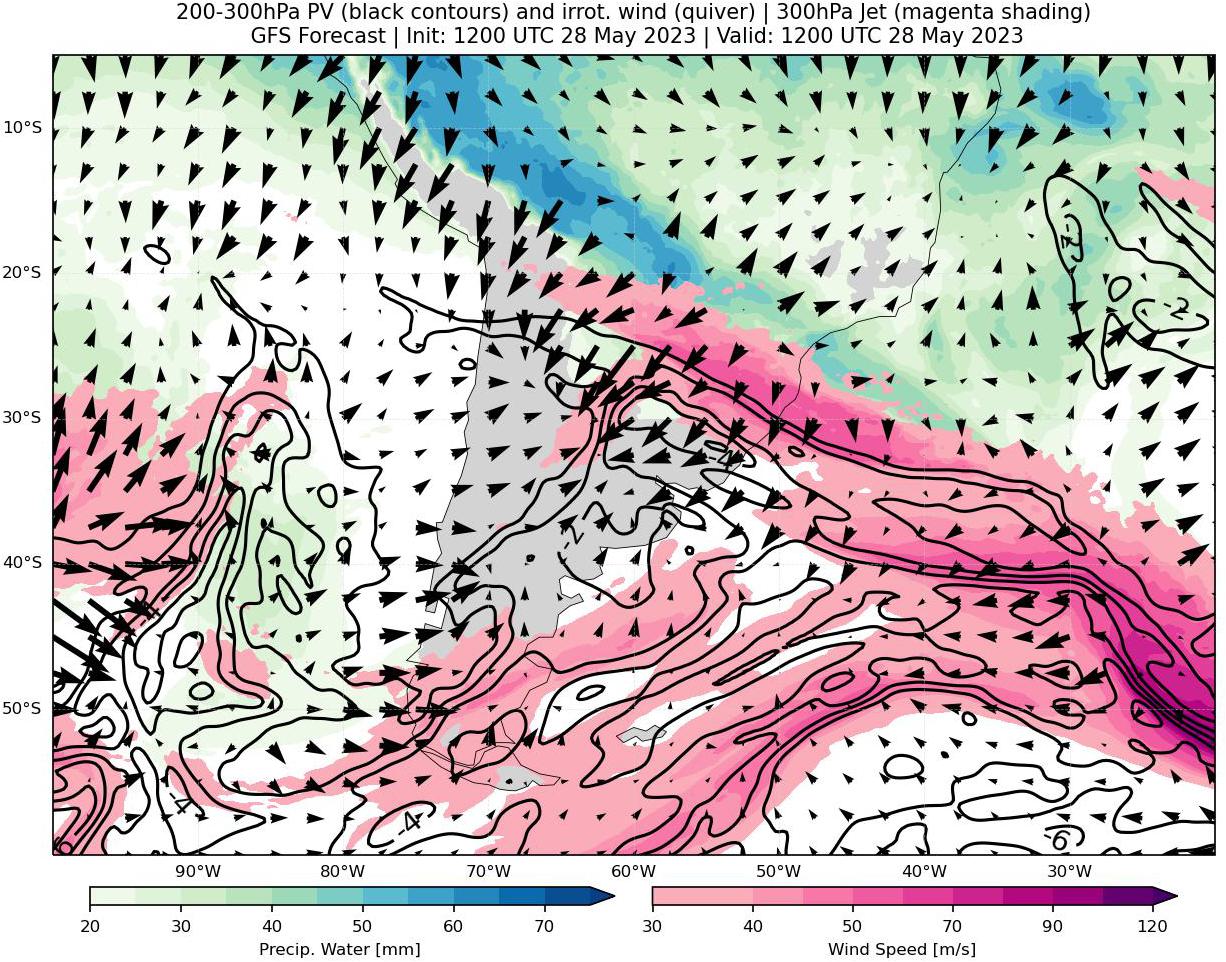 200-300hPa PV (black contours) and irrot. wind (quiver) | 300hPa Jet (magenta shading)
GFS Forecast | Init: 1200 UTC 28 May 2023 | Valid: 1200 UTC 28 May 2023
10°S
20°S
30°S
40°S
50°S
-2
-2
-4
-2
-4
-4
-6
90°W 80°W 70°W 60°W 50°W 40°W 30°W
20 30 40 50 60 70
30 40 50 70 90 120
Precip. Water [mm]
Wind Speed [m/s]